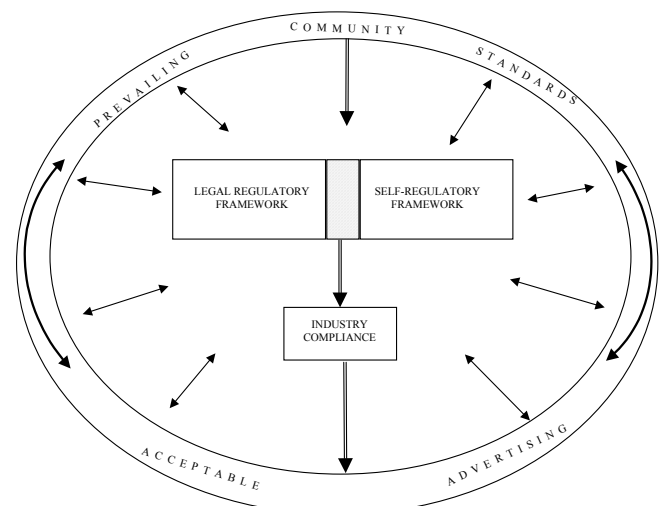 PREVAILING COMMUNITY STANDARDS
LEGAL REGULATORY
FRAMEWORK
SELF-REGULATORY
FRAMEWORK
INDUSTRY
COMPLIANCE
ACCEPTABLE ADVERTISING